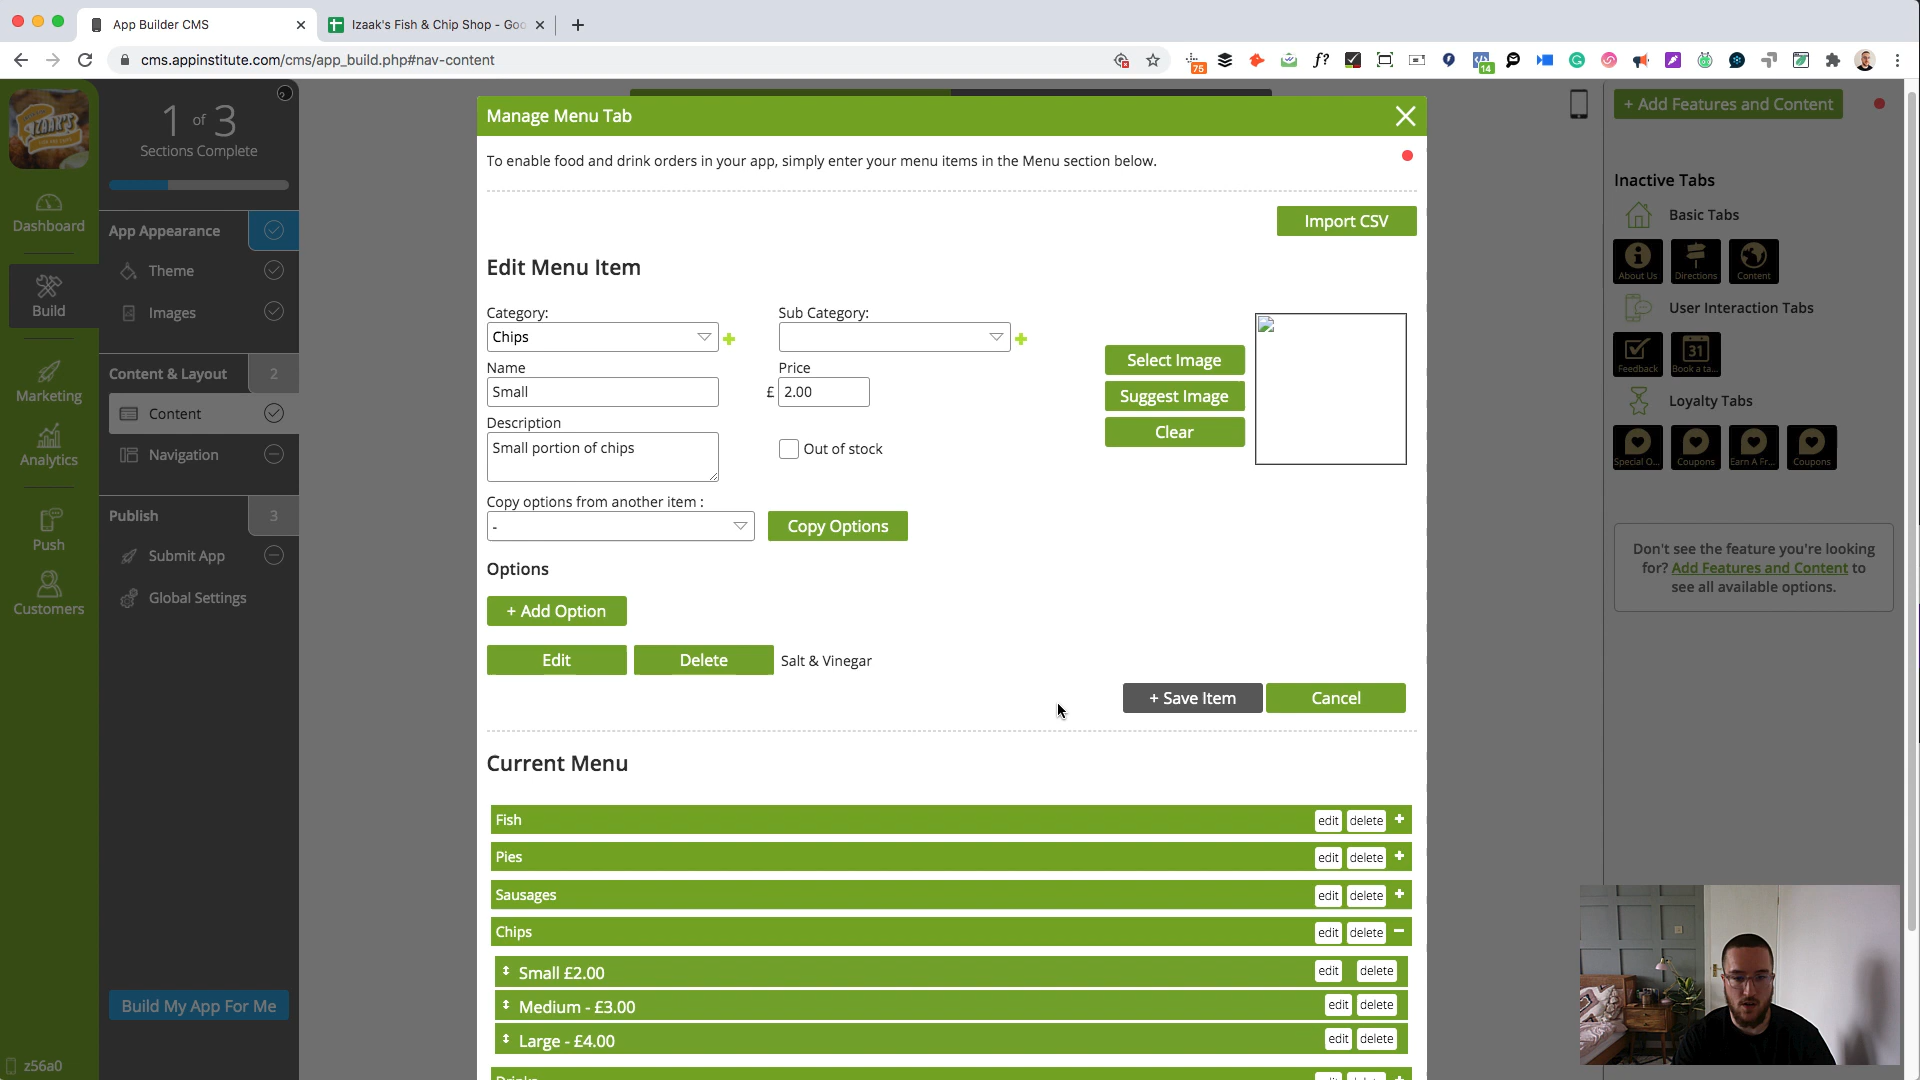 App Builder CMS
Izaak's Fish & Chip Shop - Goo
cms.appinstitute.com/cms/app_build.php#nav-content
75
f?
14
IZAAK'S
1 of 3
Sections Complete
Dashboard
Build
Marketing
Analytics
Push
Customers
z56a0
App Appearance
Theme
Images
Content & Layout
2
Content
Navigation
Publish
3
Submit App
Global Settings
Build My App For Me
Manage Menu Tab
To enable food and drink orders in your app, simply enter your menu items in the Menu section below.
Import CSV
Edit Menu Item
Category:
Sub Category:
Chips
Name
Price
Small
£ 2.00
Description
Small portion of chips
Out of stock
Select Image
Suggest Image
Clear
Copy options from another item :
-
Copy Options
Options
+ Add Option
Edit
Delete
Salt & Vinegar
+ Save Item
Cancel
Current Menu
Fish
edit
delete
Pies
edit
delete
Sausages
edit
delete
Chips
edit
delete
Small £2.00
edit
delete
Medium - £3.00
edit
delete
Large - £4.00
edit
delete
+ Add Features and Content
Inactive Tabs
Basic Tabs
About Us
Directions
Content
User Interaction Tabs
Feedback
31
Book a ta...
Loyalty Tabs
Special O...
Coupons
Earn A Fr...
Coupons
Don't see the feature you're looking
for? Add Features and Content to
see all available options.